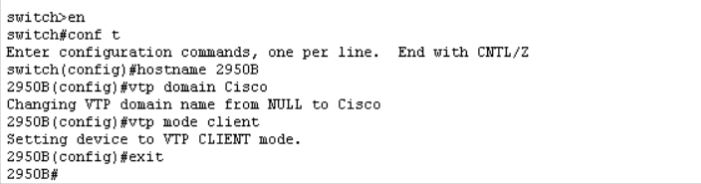 switch>en
switch#conf t
Enter configuration commands, one per line.  End with CNTL/Z
switch(config)#hostname 2950B
2950B(config)#vtp domain Cisco
Changing VTP domain name from NULL to Cisco
2950B(config)#vtp mode client
Setting device to VTP CLIENT mode.
2950B(config)#exit
2950B#